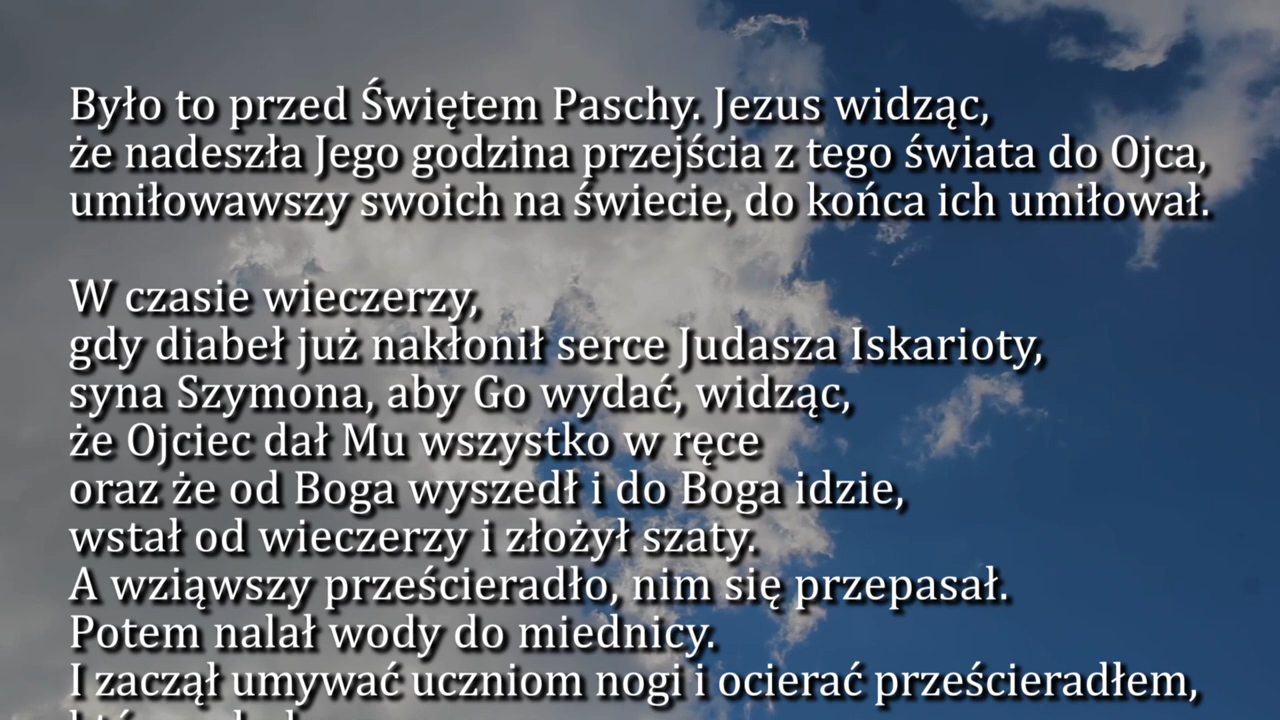 Było to przed Świętem Paschy. Jezus widząc,
że nadeszła Jego godzina przejścia z tego świata do Ojca,
umiłowawszy swoich na świecie, do końca ich umiłował.
W czasie wieczerzy,
gdy diabeł już nakłonił serce Judasza Iskarioty,
syna Szymona, aby Go wydać, widząc,
że Ojciec dał Mu wszystko w ręce
oraz że od Boga wyszedł i do Boga idzie,
wstał od wieczerzy i złożył szaty.
A wziąwszy prześcieradło, nim się przepasał.
Potem nalał wody do miednicy.
I zaczął umywać uczniom nogi i ocierać prześcieradłem,